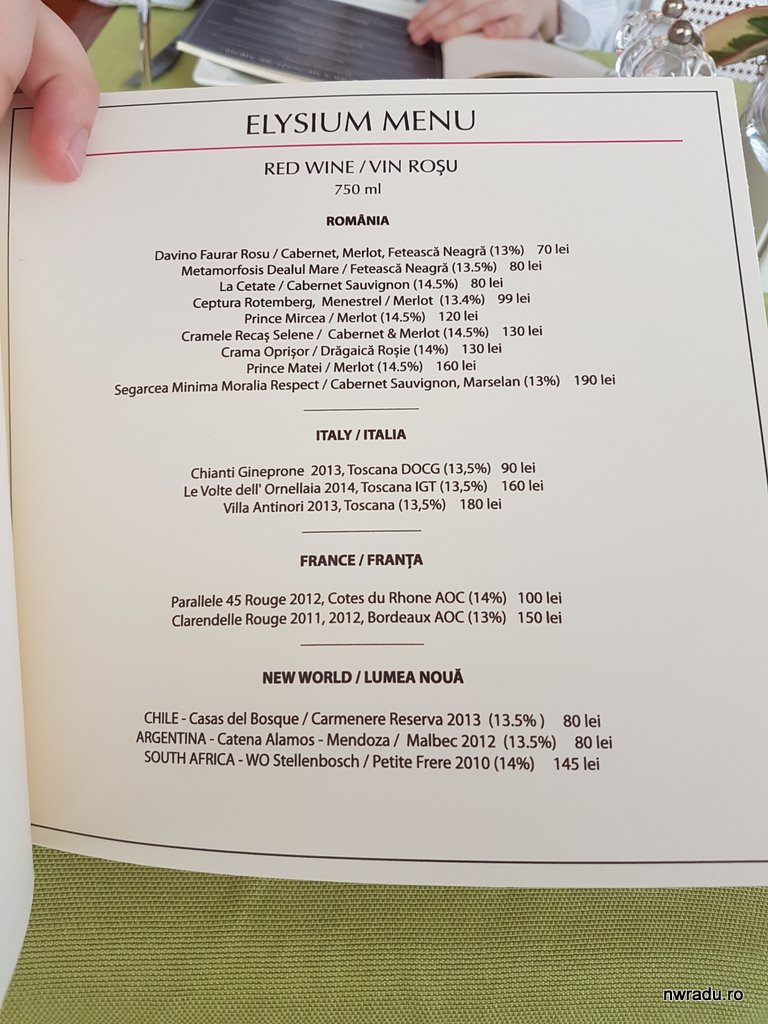 ELYSIUM MENU
RED WINE / VIN ROŞU
750 ml
ROMÂNIA
Davino Faurar Rosu / Cabernet, Merlot, Fetească Neagră (13%) 70 lei
Metamorfosis Dealul Mare / Fetească Neagră (13.5%) 80 lei
La Cetate / Cabernet Sauvignon (14.5%) 80 lei
Ceptura Rotemberg, Menestrel / Merlot (13.4%) 99 lei
Prince Mircea / Merlot (14.5%) 120 lei
Cramele Recaş Selene / Cabernet & Merlot (14.5%) 130 lei
Crama Oprişor / Drăgaică Roşie (14%) 130 lei
Prince Matei / Merlot (14.5%) 160 lei
Segarcea Minima Moralia Respect / Cabernet Sauvignon, Marselan (13%) 190 lei
ITALY / ITALIA
Chianti Gineprone 2013, Toscana DOCG (13,5%) 90 lei
Le Volte dell' Ornellaia 2014, Toscana IGT (13,5%) 160 lei
Villa Antinori 2013, Toscana (13,5%) 180 lei
FRANCE / FRANŢA
Parallele 45 Rouge 2012, Cotes du Rhone AOC (14%) 100 lei
Clarendelle Rouge 2011, 2012, Bordeaux AOC (13%) 150 lei
NEW WORLD / LUMEA NOUĂ
CHILE - Casas del Bosque / Carmenere Reserva 2013 (13.5% ) 80 lei
ARGENTINA - Catena Alamos - Mendoza / Malbec 2012 (13.5%) 80 lei
SOUTH AFRICA - WO Stellenbosch / Petite Frere 2010 (14%) 145 lei
nwradu.ro